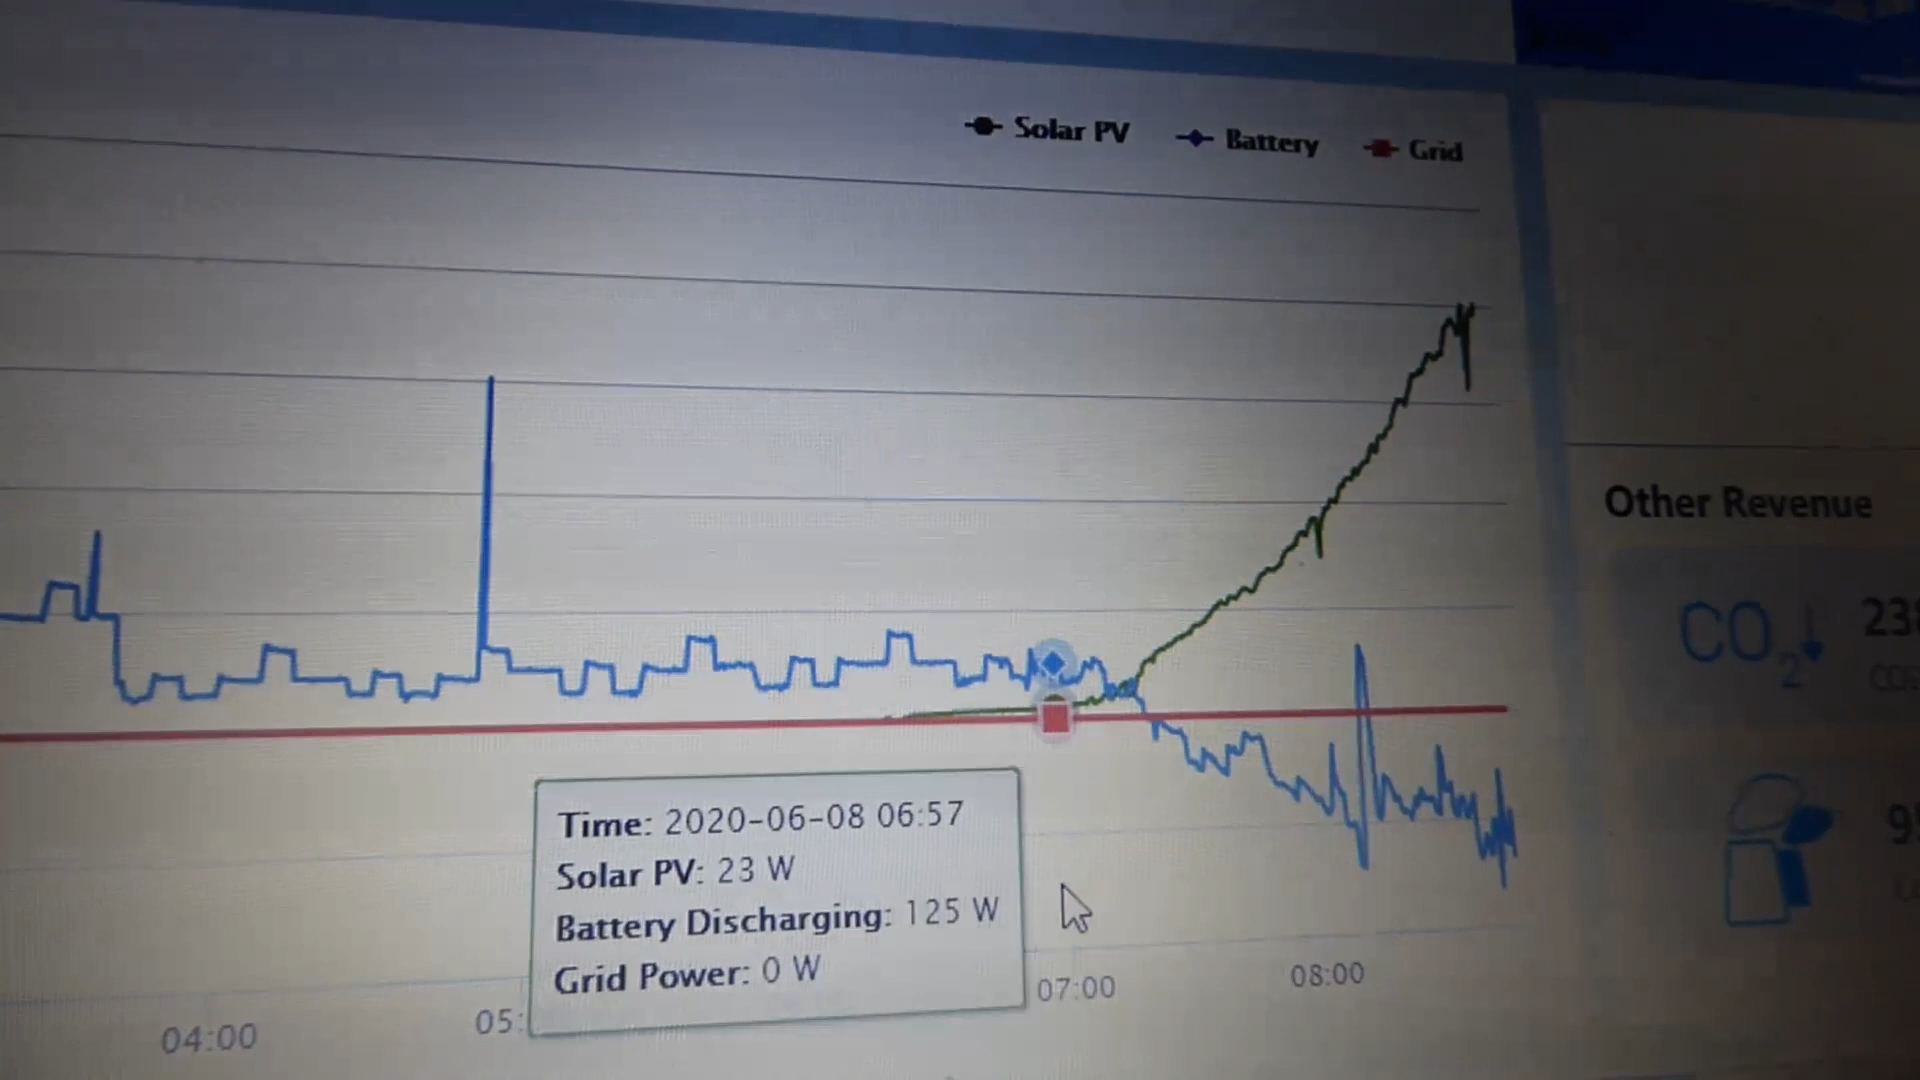 Solar PV
Battery
Grid
Other Revenue
CO2
Time: 2020-06-08 06:57
Solar PV: 23 W
Battery Discharging: 125 W
Grid Power: 0 W
04:00
05:
07:00
08:00